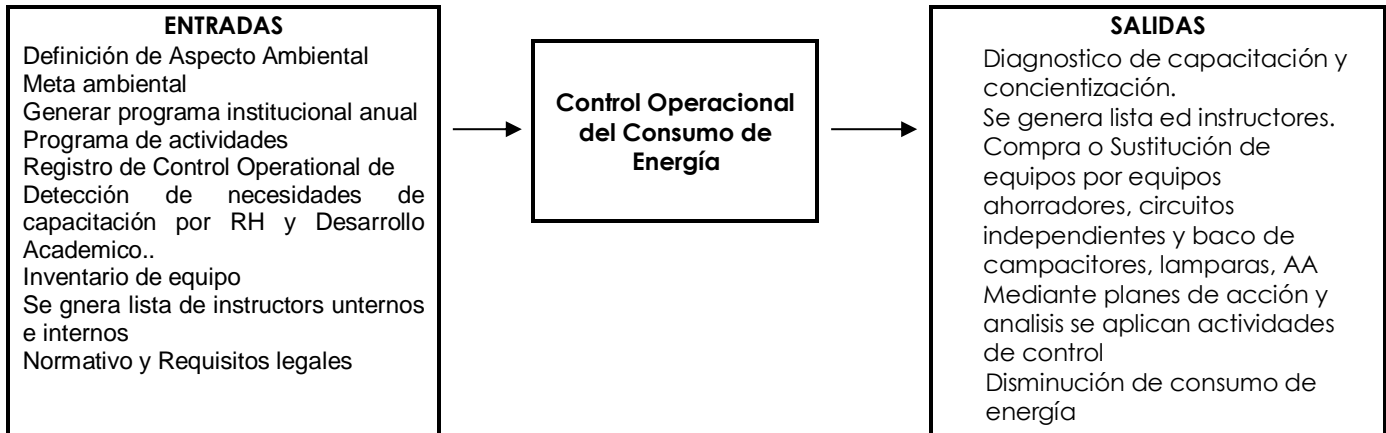 ENTRADAS
Definición de Aspecto Ambiental
Meta ambiental
Generar programa institucional anual
Programa de actividades
Registro de Control Operational de
Detección de necesidades de
capacitación por RH y Desarrollo
Academico..
Inventario de equipo
Se gnera lista de instructors unternos
e internos
Normativo y Requisitos legales
Control Operacional
del Consumo de
Energía
SALIDAS
Diagnostico de capacitación y
concientización.
Se genera lista ed instructores.
Compra o Sustitución de
equipos por equipos
ahorradores, circuitos
independientes y baco de
campacitores, lamparas, AA
Mediante planes de acción y
analisis se aplican actividades
de control
Disminución de consumo de
energía